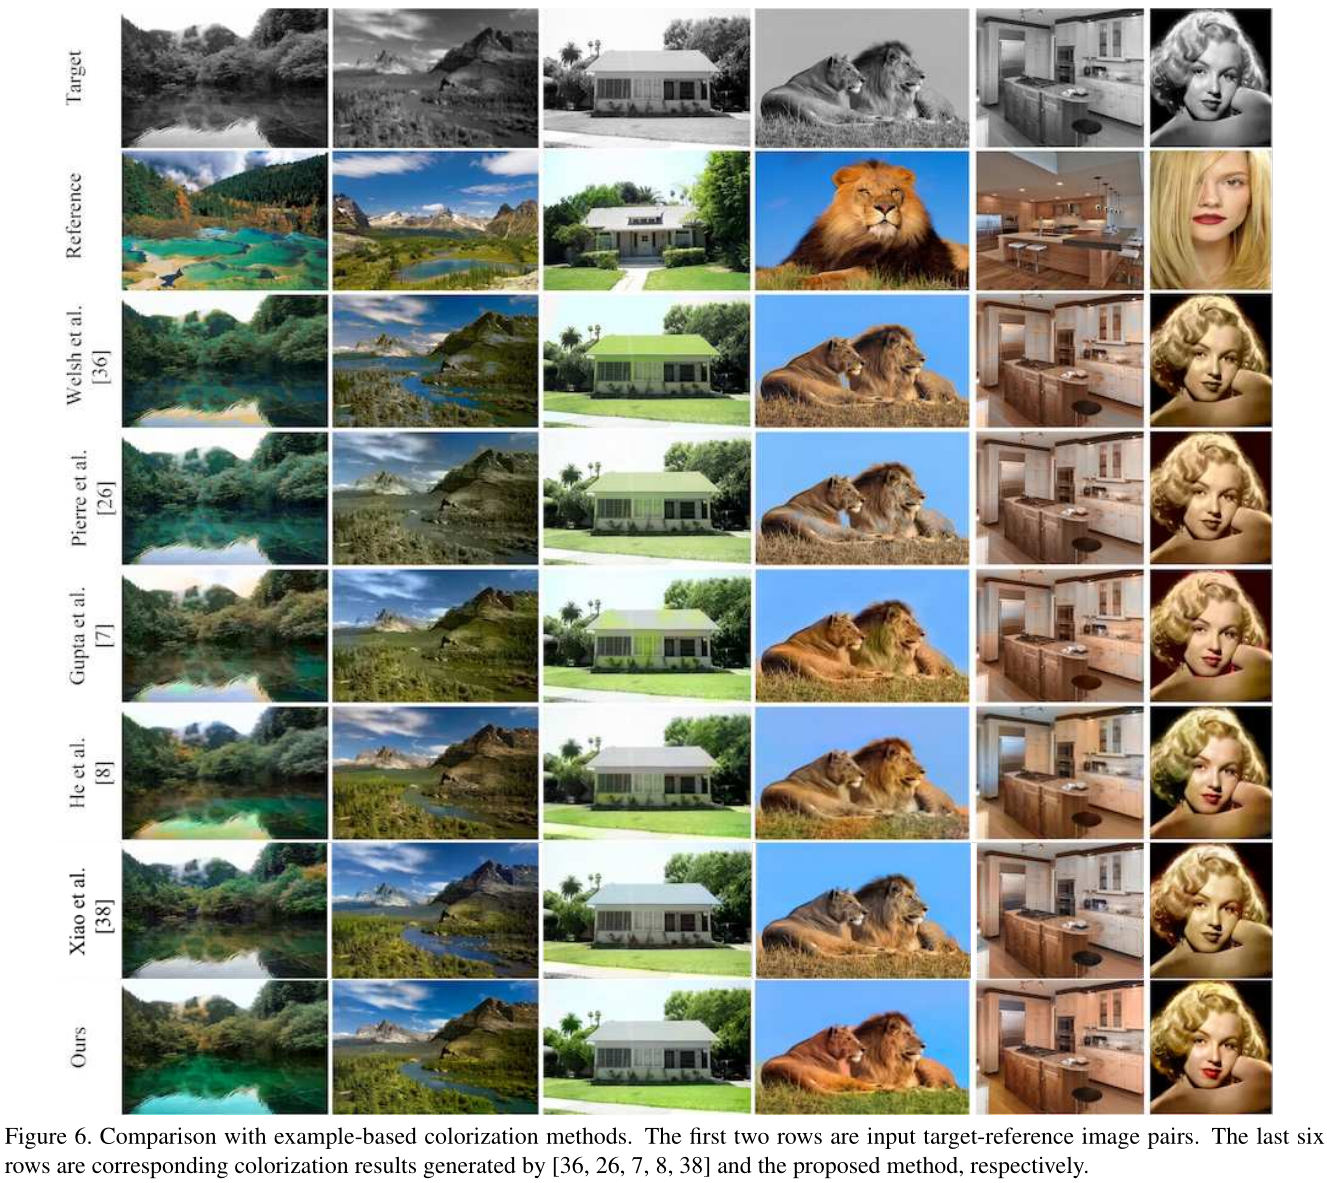 Target
Reference
Welsh et al.
[36]
Pierre et al.
[26]
Gupta et al.
[7]
He et al.
[8]
Xiao et al.
[38]
Ours
Figure 6. Comparison with example-based colorization methods. The first two rows are input target-reference image pairs. The last six
rows are corresponding colorization results generated by [36, 26, 7, 8, 38] and the proposed method, respectively.